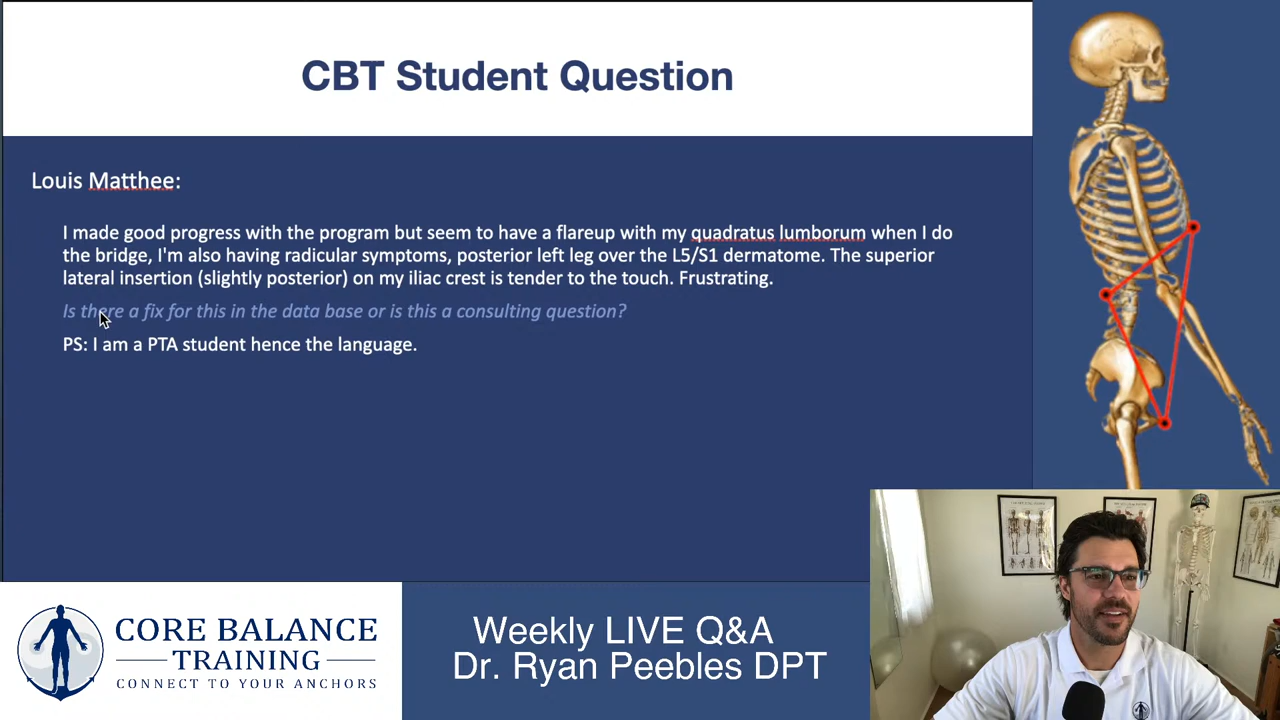 CBT Student Question
Louis Matthee:
I made good progress with the program but seem to have a flareup with my quadratus lumborum when I do
the bridge, I'm also having radicular symptoms, posterior left leg over the L5/S1 dermatome. The superior
lateral insertion (slightly posterior) on my iliac crest is tender to the touch. Frustrating.
Is there a fix for this in the data base or is this a consulting question?
PS: I am a PTA student hence the language.
CORE BALANCE
TRAINING
CONNECT TO YOUR ANCHORS
Weekly LIVE Q&A
Dr. Ryan Peebles DPT